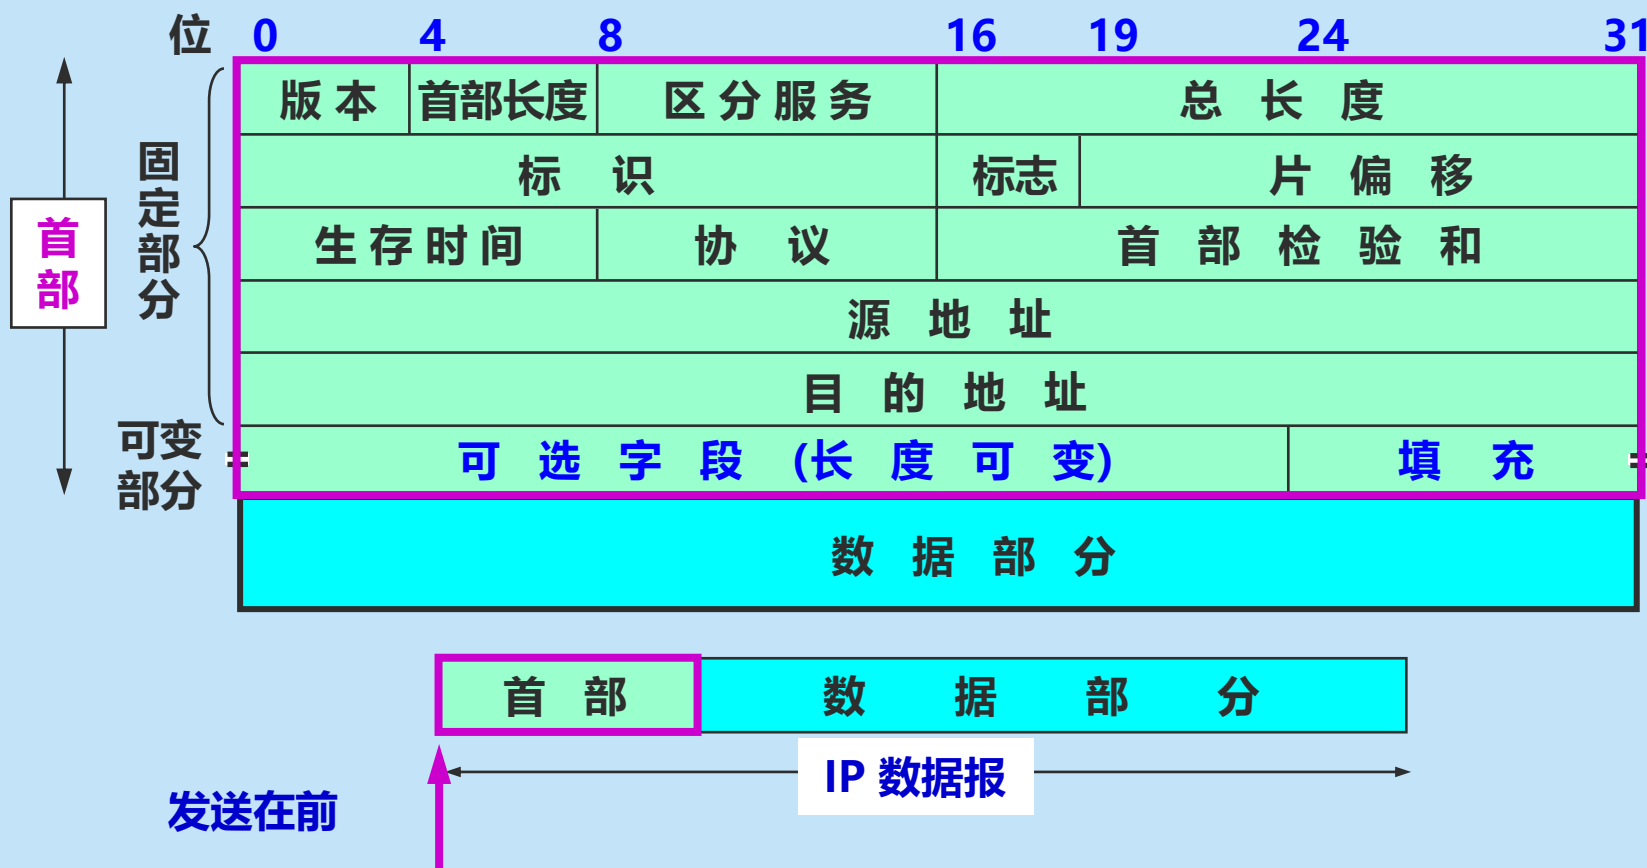 位 0 4 8 16 19 24 31
版 本 首部长度 区 分 服 务 总 长 度
标 识 标志 片 偏 移
生 存 时 间 协 议 首 部 检 验 和
源 地 址
目 的 地 址
可 选 字 段 (长 度 可 变) 填 充
数 据 部 分
首部
固定部分
可变
部分
首 部 数 据 部 分
IP 数据报
发送在前